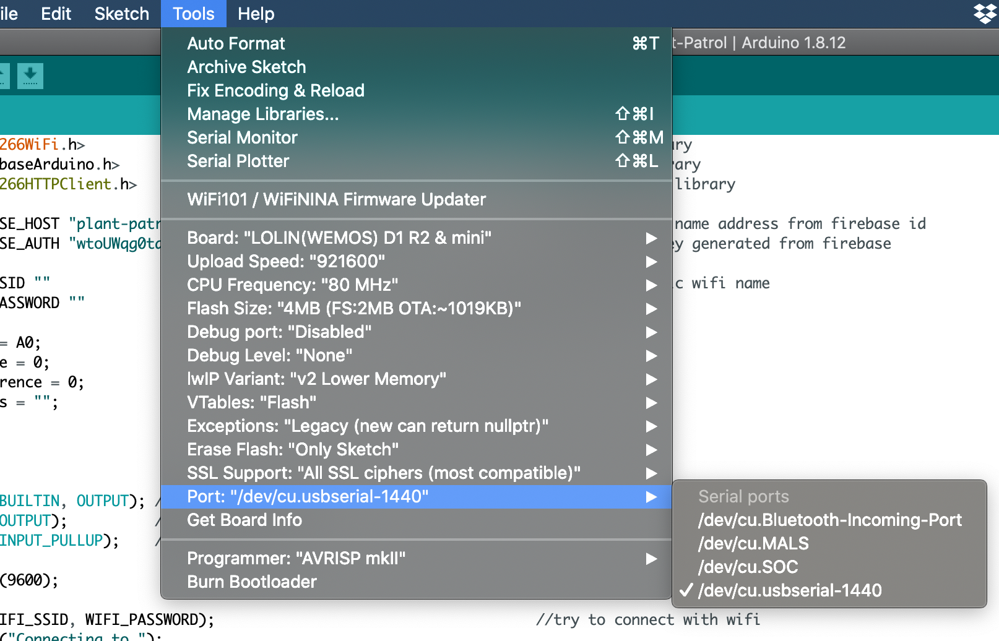 ile Edit Sketch Tools Help
t-Patrol | Arduino 1.8.12
Auto Format ⌘T
Archive Sketch
Fix Encoding & Reload
Manage Libraries... ⇧⌘I
Serial Monitor ⇧⌘M
Serial Plotter ⇧⌘L
WiFi101 / WiFiNINA Firmware Updater
Board: "LOLIN(WEMOS) D1 R2 & mini"
Upload Speed: "921600"
CPU Frequency: "80 MHz"
Flash Size: "4MB (FS:2MB OTA:~1019KB)"
Debug port: "Disabled"
Debug Level: "None"
lwIP Variant: "v2 Lower Memory"
VTables: "Flash"
Exceptions: "Legacy (new can return nullptr)"
Erase Flash: "Only Sketch"
SSL Support: "All SSL ciphers (most compatible)"
Port: "/dev/cu.usbserial-1440"
Get Board Info
Programmer: "AVRISP mkII"
Burn Bootloader
Serial ports
/dev/cu.Bluetooth-Incoming-Port
/dev/cu.MALS
/dev/cu.SOC
✓ /dev/cu.usbserial-1440
266WiFi.h> ary
baseArduino.h> rary
266HTTPClient.h> library
SE_HOST "plant-patr name address from firebase id
SE_AUTH "wtoUWqg0tc ey generated from firebase
SID "" c wifi name
ASSWORD ""
= A0;
e = 0;
rence = 0;
s = "";
BUILTIN, OUTPUT); /
OUTPUT); /
INPUT_PULLUP); /
(9600);
IFI_SSID, WIFI_PASSWORD); //try to connect with wifi
("Connecting to ");